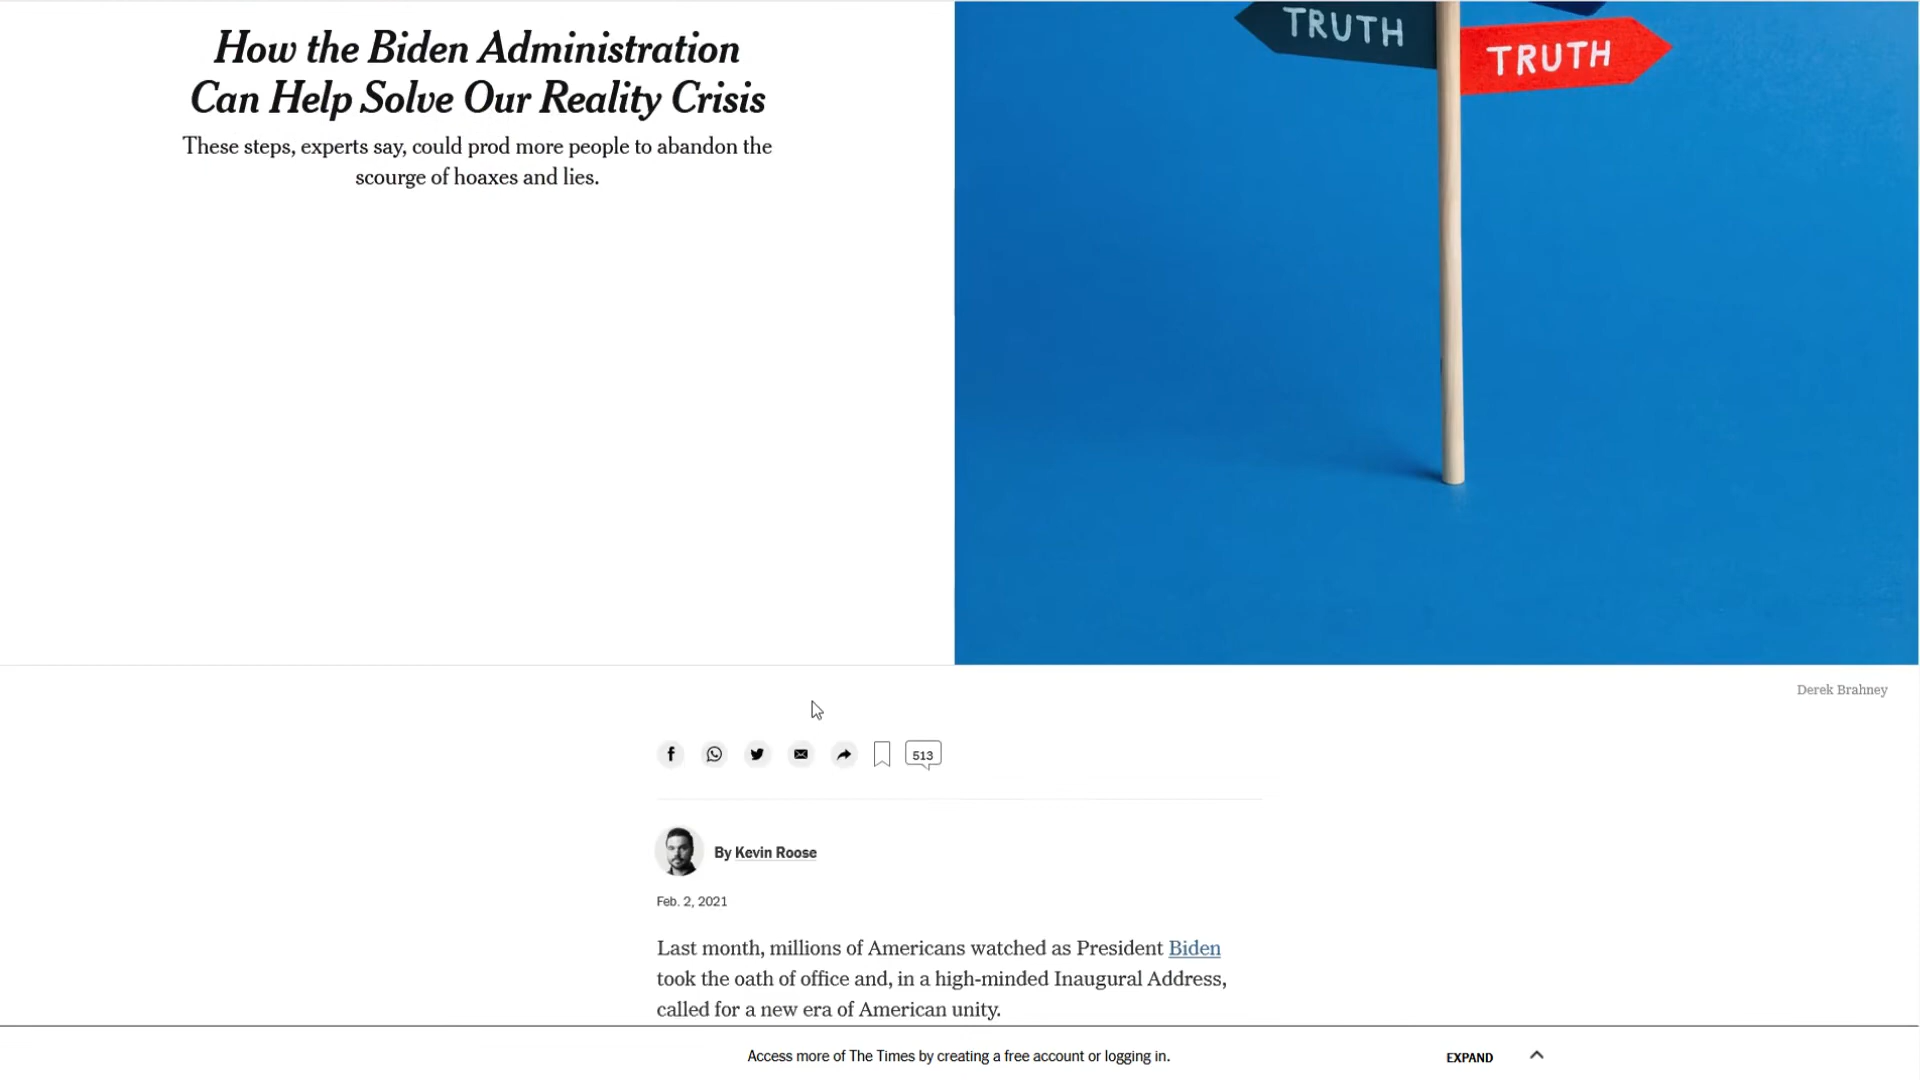 How the Biden Administration
Can Help Solve Our Reality Crisis
These steps, experts say, could prod more people to abandon the
scourge of hoaxes and lies.
TRUTH
TRUTH
Derek Brahney
513
By Kevin Roose
Feb. 2, 2021
Last month, millions of Americans watched as President Biden
took the oath of office and, in a high-minded Inaugural Address,
called for a new era of American unity.
Access more of The Times by creating a free account or logging in.
EXPAND